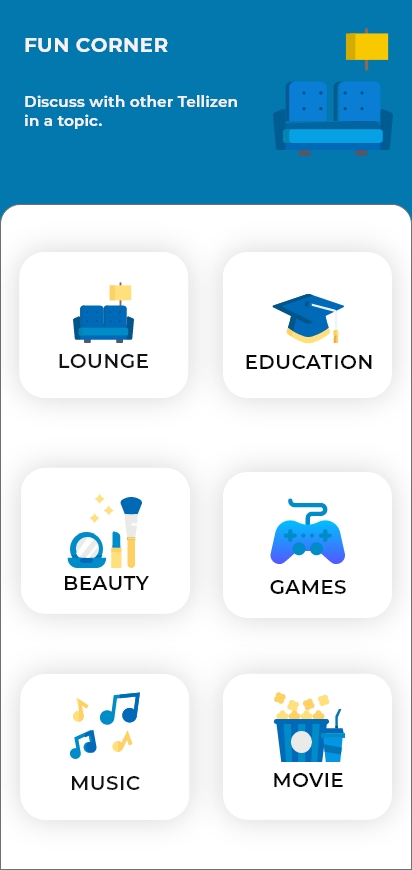 FUN CORNER
Discuss with other Tellizen
in a topic.
LOUNGE
EDUCATION
BEAUTY
GAMES
MUSIC
MOVIE